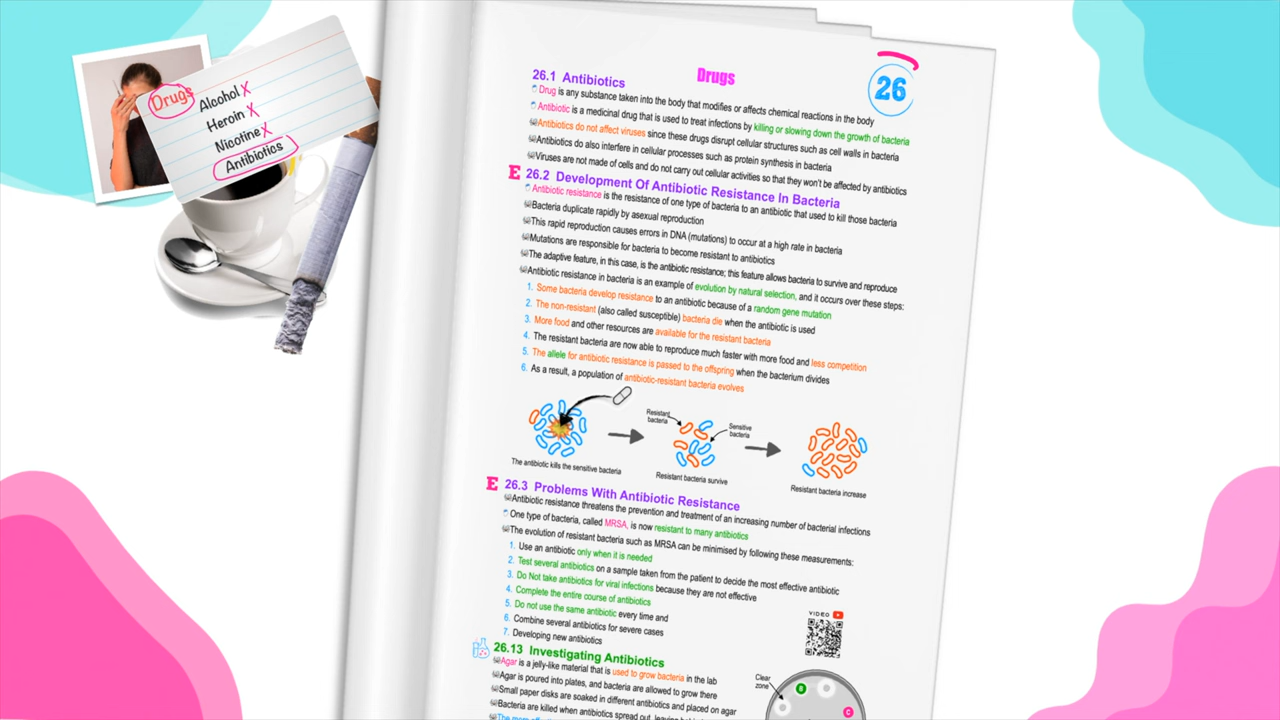 Drugs
Alcohol X
Heroin X
Nicotine X
Antibiotics
Drugs
26
26.1 Antibiotics
Drug is any substance taken into the body that modifies or affects chemical reactions in the body
Antibiotic is a medicinal drug that is used to treat infections by killing or slowing down the growth of bacteria
Antibiotics do not affect viruses since these drugs disrupt cellular structures such as cell walls in bacteria
Antibiotics do also interfere in cellular processes such as protein synthesis in bacteria
Viruses are not made of cells and do not carry out cellular activities so that they won't be affected by antibiotics
E 26.2 Development Of Antibiotic Resistance In Bacteria
Antibiotic resistance is the resistance of one type of bacteria to an antibiotic that used to kill those bacteria
Bacteria duplicate rapidly by asexual reproduction
This rapid reproduction causes errors in DNA (mutations) to occur at a high rate in bacteria
Mutations are responsible for bacteria to become resistant to antibiotics
The adaptive feature, in this case, is the antibiotic resistance; this feature allows bacteria to survive and reproduce
Antibiotic resistance in bacteria is an example of evolution by natural selection, and it occurs over these steps:
1. Some bacteria develop resistance to an antibiotic because of a random gene mutation
2. The non-resistant (also called susceptible) bacteria die when the antibiotic is used
3. More food and other resources are available for the resistant bacteria
4. The resistant bacteria are now able to reproduce much faster with more food and less competition
5. The allele for antibiotic resistance is passed to the offspring when the bacterium divides
6. As a result, a population of antibiotic-resistant bacteria evolves
Resistant
bacteria
Sensitive
bacteria
The antibiotic kills the sensitive bacteria
Resistant bacteria survive
Resistant bacteria increase
E 26.3 Problems With Antibiotic Resistance
Antibiotic resistance threatens the prevention and treatment of an increasing number of bacterial infections
One type of bacteria, called MRSA, is now resistant to many antibiotics
The evolution of resistant bacteria such as MRSA can be minimised by following these measurements:
1. Use an antibiotic only when it is needed
2. Test several antibiotics on a sample taken from the patient to decide the most effective antibiotic
3. Do Not take antibiotics for viral infections because they are not effective
4. Complete the entire course of antibiotics
5. Do not use the same antibiotic every time and
6. Combine several antibiotics for severe cases
7. Developing new antibiotics
VIDEO
26.13 Investigating Antibiotics
Agar is a jelly-like material that is used to grow bacteria in the lab
Agar is poured into plates, and bacteria are allowed to grow there
Small paper disks are soaked in different antibiotics and placed on agar
Bacteria are killed when antibiotics spread out, leaving
The more
Clear
zone
B
C